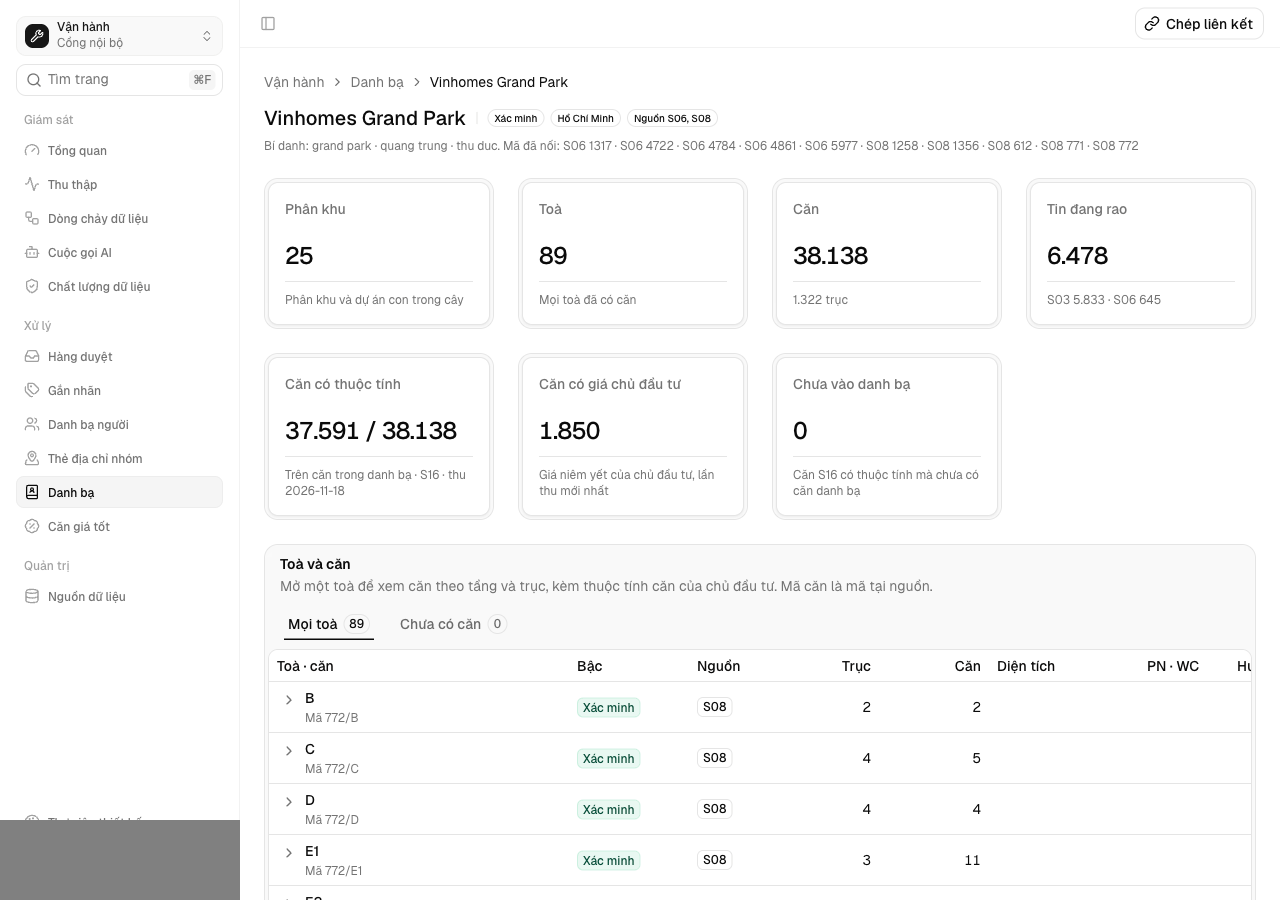 Vận hành
Cổng nội bộ
Tìm trang
⌘F
Giám sát
Tổng quan
Thu thập
Dòng chảy dữ liệu
Cuộc gọi AI
Chất lượng dữ liệu
Xử lý
Hàng duyệt
Gắn nhãn
Danh bạ người
Thẻ địa chỉ nhóm
Danh bạ
Căn giá tốt
Quản trị
Nguồn dữ liệu
Chép liên kết
Vận hành > Danh bạ > Vinhomes Grand Park
Vinhomes Grand Park
Xác minh
Hồ Chí Minh
Nguồn S06, S08
Bí danh: grand park · quang trung · thu duc. Mã đã nối: S06 1317 · S06 4722 · S06 4784 · S06 4861 · S06 5977 · S08 1258 · S08 1356 · S08 612 · S08 771 · S08 772
Phân khu
25
Phân khu và dự án con trong cây
Toà
89
Mọi toà đã có căn
Căn
38.138
1.322 trục
Tin đang rao
6.478
S03 5.833 · S06 645
Căn có thuộc tính
37.591 / 38.138
Trên căn trong danh bạ · S16 · thu
2026-11-18
Căn có giá chủ đầu tư
1.850
Giá niêm yết của chủ đầu tư, lần
thu mới nhất
Chưa vào danh bạ
0
Căn S16 có thuộc tính mà chưa có
căn danh bạ
Toà và căn
Mở một toà để xem căn theo tầng và trục, kèm thuộc tính căn của chủ đầu tư. Mã căn là mã tại nguồn.
Mọi toà 89
Chưa có căn 0
Toà · căn Bậc Nguồn Trục Căn Diện tích PN · WC
B Xác minh S08 2 2
Mã 772/B
C Xác minh S08 4 5
Mã 772/C
D Xác minh S08 4 4
Mã 772/D
E1 Xác minh S08 3 11
Mã 772/E1